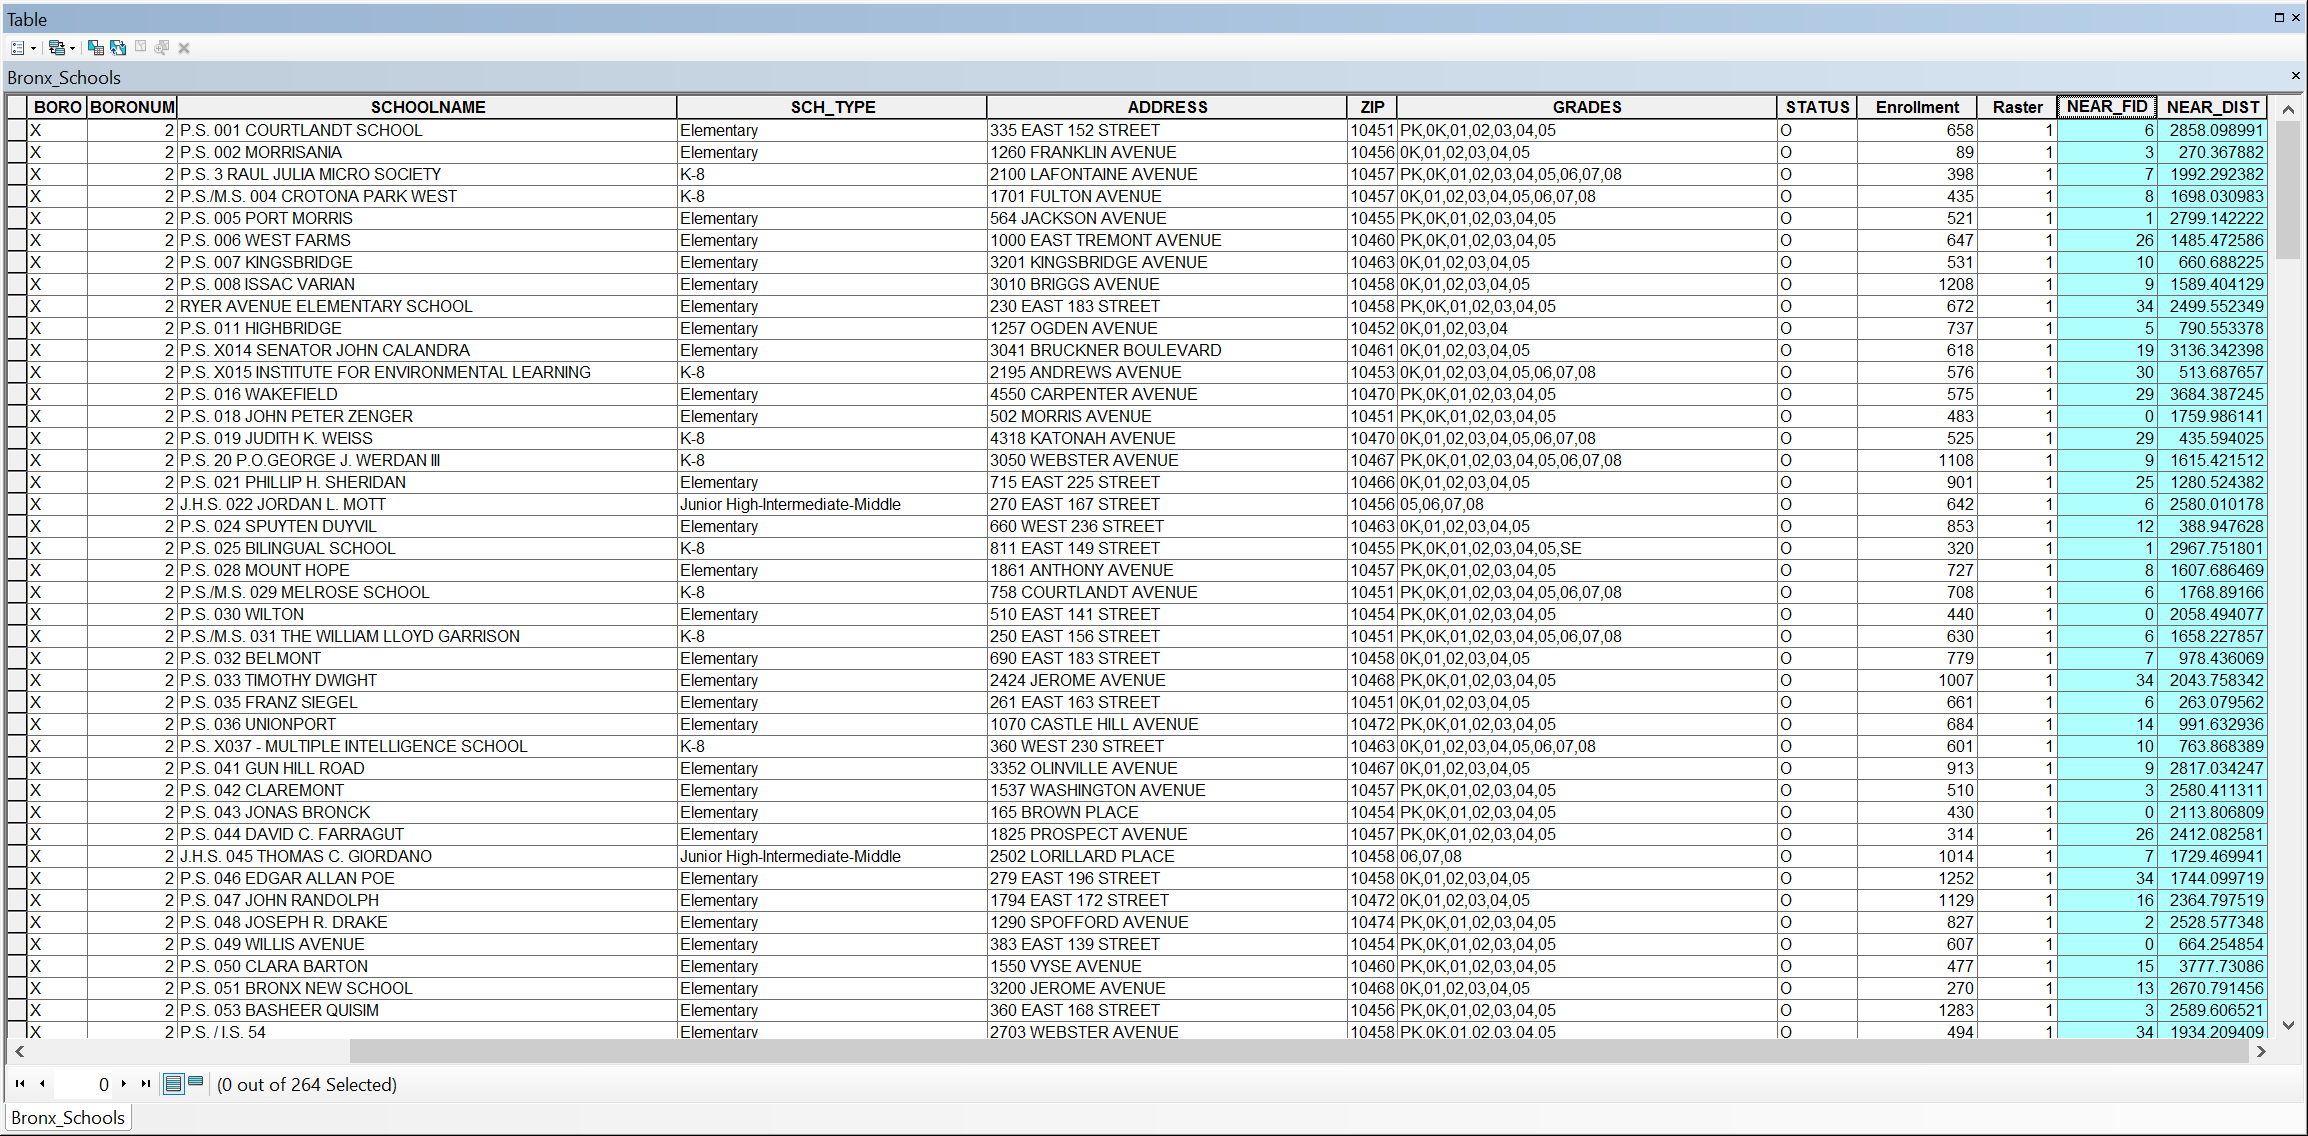 Table
Bronx_Schools
BORO BORONUM SCHOOLNAME SCH_TYPE ADDRESS ZIP GRADES STATUS Enrollment Raster NEAR_FID NEAR_DIST
X 2 P.S. 001 COURTLANDT SCHOOL Elementary 335 EAST 152 STREET 10451 PK,0K,01,02,03,04,05 O 658 1 6 2858.098991
X 2 P.S. 002 MORRISANIA Elementary 1260 FRANKLIN AVENUE 10456 0K,01,02,03,04,05 O 89 1 3 270.367882
X 2 P.S. 3 RAUL JULIA MICRO SOCIETY K-8 2100 LAFONTAINE AVENUE 10457 PK,0K,01,02,03,04,05,06,07,08 O 398 1 7 1992.292382
X 2 P.S./M.S. 004 CROTONA PARK WEST K-8 1701 FULTON AVENUE 10457 0K,01,02,03,04,05,06,07,08 O 435 1 8 1698.030983
X 2 P.S. 005 PORT MORRIS Elementary 564 JACKSON AVENUE 10455 PK,0K,01,02,03,04,05 O 521 1 1 2799.142222
X 2 P.S. 006 WEST FARMS Elementary 1000 EAST TREMONT AVENUE 10460 PK,0K,01,02,03,04,05 O 647 1 26 1485.472586
X 2 P.S. 007 KINGSBRIDGE Elementary 3201 KINGSBRIDGE AVENUE 10463 0K,01,02,03,04,05 O 531 1 10 660.688225
X 2 P.S. 008 ISSAC VARIAN Elementary 3010 BRIGGS AVENUE 10458 0K,01,02,03,04,05 O 1208 1 9 1589.404129
X 2 RYER AVENUE ELEMENTARY SCHOOL Elementary 230 EAST 183 STREET 10458 PK,0K,01,02,03,04,05 O 672 1 34 2499.552349
X 2 P.S. 011 HIGHBRIDGE Elementary 1257 OGDEN AVENUE 10452 0K,01,02,03,04 O 737 1 5 790.553378
X 2 P.S. X014 SENATOR JOHN CALANDRA Elementary 3041 BRUCKNER BOULEVARD 10461 0K,01,02,03,04,05 O 618 1 19 3136.342398
X 2 P.S. X015 INSTITUTE FOR ENVIRONMENTAL LEARNING K-8 2195 ANDREWS AVENUE 10453 0K,01,02,03,04,05,06,07,08 O 576 1 30 513.687657
X 2 P.S. 016 WAKEFIELD Elementary 4550 CARPENTER AVENUE 10470 PK,0K,01,02,03,04,05 O 575 1 29 3684.387245
X 2 P.S. 018 JOHN PETER ZENGER Elementary 502 MORRIS AVENUE 10451 PK,0K,01,02,03,04,05 O 483 1 0 1759.986141
X 2 P.S. 019 JUDITH K. WEISS K-8 4318 KATONAH AVENUE 10470 0K,01,02,03,04,05,06,07,08 O 525 1 29 435.594025
X 2 P.S. 20 P.O.GEORGE J. WERDAN III K-8 3050 WEBSTER AVENUE 10467 PK,0K,01,02,03,04,05,06,07,08 O 1108 1 9 1615.421512
X 2 P.S. 021 PHILLIP H. SHERIDAN Elementary 715 EAST 225 STREET 10466 0K,01,02,03,04,05 O 901 1 25 1280.524382
X 2 J.H.S. 022 JORDAN L. MOTT Junior High-Intermediate-Middle 270 EAST 167 STREET 10456 05,06,07,08 O 642 1 6 2580.010178
X 2 P.S. 024 SPUYTEN DUYVIL Elementary 660 WEST 236 STREET 10463 0K,01,02,03,04,05 O 853 1 12 388.947628
X 2 P.S. 025 BILINGUAL SCHOOL K-8 811 EAST 149 STREET 10455 PK,0K,01,02,03,04,05,SE O 320 1 1 2967.751801
X 2 P.S. 028 MOUNT HOPE Elementary 1861 ANTHONY AVENUE 10457 PK,0K,01,02,03,04,05 O 727 1 8 1607.686469
X 2 P.S./M.S. 029 MELROSE SCHOOL K-8 758 COURTLANDT AVENUE 10451 PK,0K,01,02,03,04,05,06,07,08 O 708 1 6 1768.89166
X 2 P.S. 030 WILTON Elementary 510 EAST 141 STREET 10454 PK,0K,01,02,03,04,05 O 440 1 0 2058.494077
X 2 P.S./M.S. 031 THE WILLIAM LLOYD GARRISON K-8 250 EAST 156 STREET 10451 PK,0K,01,02,03,04,05,06,07,08 O 630 1 6 1658.227857
X 2 P.S. 032 BELMONT Elementary 690 EAST 183 STREET 10458 0K,01,02,03,04,05 O 779 1 7 978.436069
X 2 P.S. 033 TIMOTHY DWIGHT Elementary 2424 JEROME AVENUE 10468 PK,0K,01,02,03,04,05 O 1007 1 34 2043.758342
X 2 P.S. 035 FRANZ SIEGEL Elementary 261 EAST 163 STREET 10451 0K,01,02,03,04,05 O 661 1 6 263.079562
X 2 P.S. 036 UNIONPORT Elementary 1070 CASTLE HILL AVENUE 10472 PK,0K,01,02,03,04,05 O 684 1 14 991.632936
X 2 P.S. X037 - MULTIPLE INTELLIGENCE SCHOOL K-8 360 WEST 230 STREET 10463 0K,01,02,03,04,05,06,07,08 O 601 1 10 763.868389
X 2 P.S. 041 GUN HILL ROAD Elementary 3352 OLINVILLE AVENUE 10467 0K,01,02,03,04,05 O 913 1 9 2817.034247
X 2 P.S. 042 CLAREMONT Elementary 1537 WASHINGTON AVENUE 10457 PK,0K,01,02,03,04,05 O 510 1 3 2580.411311
X 2 P.S. 043 JONAS BRONCK Elementary 165 BROWN PLACE 10454 PK,0K,01,02,03,04,05 O 430 1 0 2113.806809
X 2 P.S. 044 DAVID C. FARRAGUT Elementary 1825 PROSPECT AVENUE 10457 PK,0K,01,02,03,04,05 O 314 1 26 2412.082581
X 2 J.H.S. 045 THOMAS C. GIORDANO Junior High-Intermediate-Middle 2502 LORILLARD PLACE 10458 06,07,08 O 1014 1 7 1729.469941
X 2 P.S. 046 EDGAR ALLAN POE Elementary 279 EAST 196 STREET 10458 0K,01,02,03,04,05 O 1252 1 34 1744.099719
X 2 P.S. 047 JOHN RANDOLPH Elementary 1794 EAST 172 STREET 10472 0K,01,02,03,04,05 O 1129 1 16 2364.797519
X 2 P.S. 048 JOSEPH R. DRAKE Elementary 1290 SPOFFORD AVENUE 10474 PK,0K,01,02,03,04,05 O 827 1 2 2528.577348
X 2 P.S. 049 WILLIS AVENUE Elementary 383 EAST 139 STREET 10454 PK,0K,01,02,03,04,05 O 607 1 0 664.254854
X 2 P.S. 050 CLARA BARTON Elementary 1550 VYSE AVENUE 10460 PK,0K,01,02,03,04,05 O 477 1 15 3777.73086
X 2 P.S. 051 BRONX NEW SCHOOL Elementary 3200 JEROME AVENUE 10468 0K,01,02,03,04,05 O 270 1 13 2670.791456
X 2 P.S. 053 BASHEER QUISIM Elementary 360 EAST 168 STREET 10456 PK,0K,01,02,03,04,05 O 1283 1 3 2589.606521
X 2 P.S. / I.S. 54 Elementary 2703 WEBSTER AVENUE 10458 PK,0K,01,02,03,04,05 O 494 1 34 1934.209409
0 (0 out of 264 Selected)
Bronx_Schools